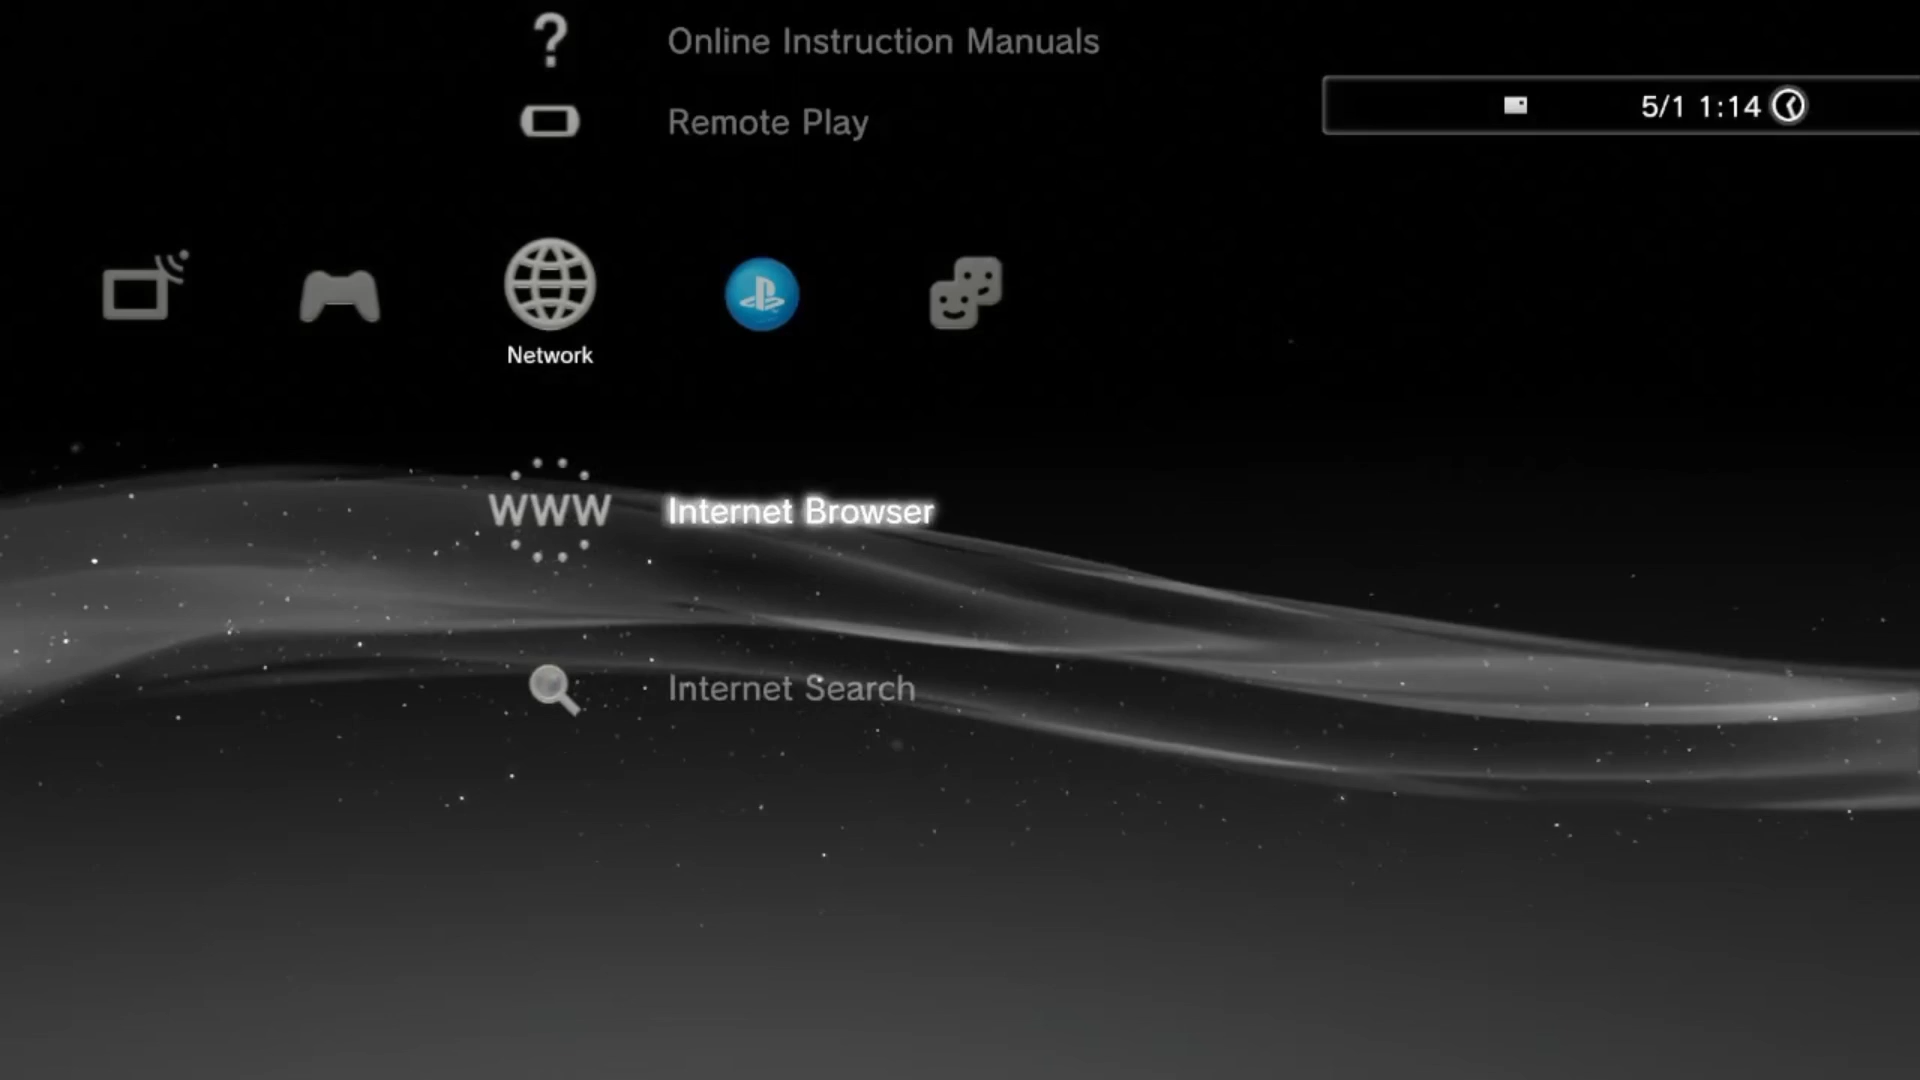 Online Instruction Manuals
Remote Play
5/1 1:14
Network
WWW
Internet Browser
Internet Search